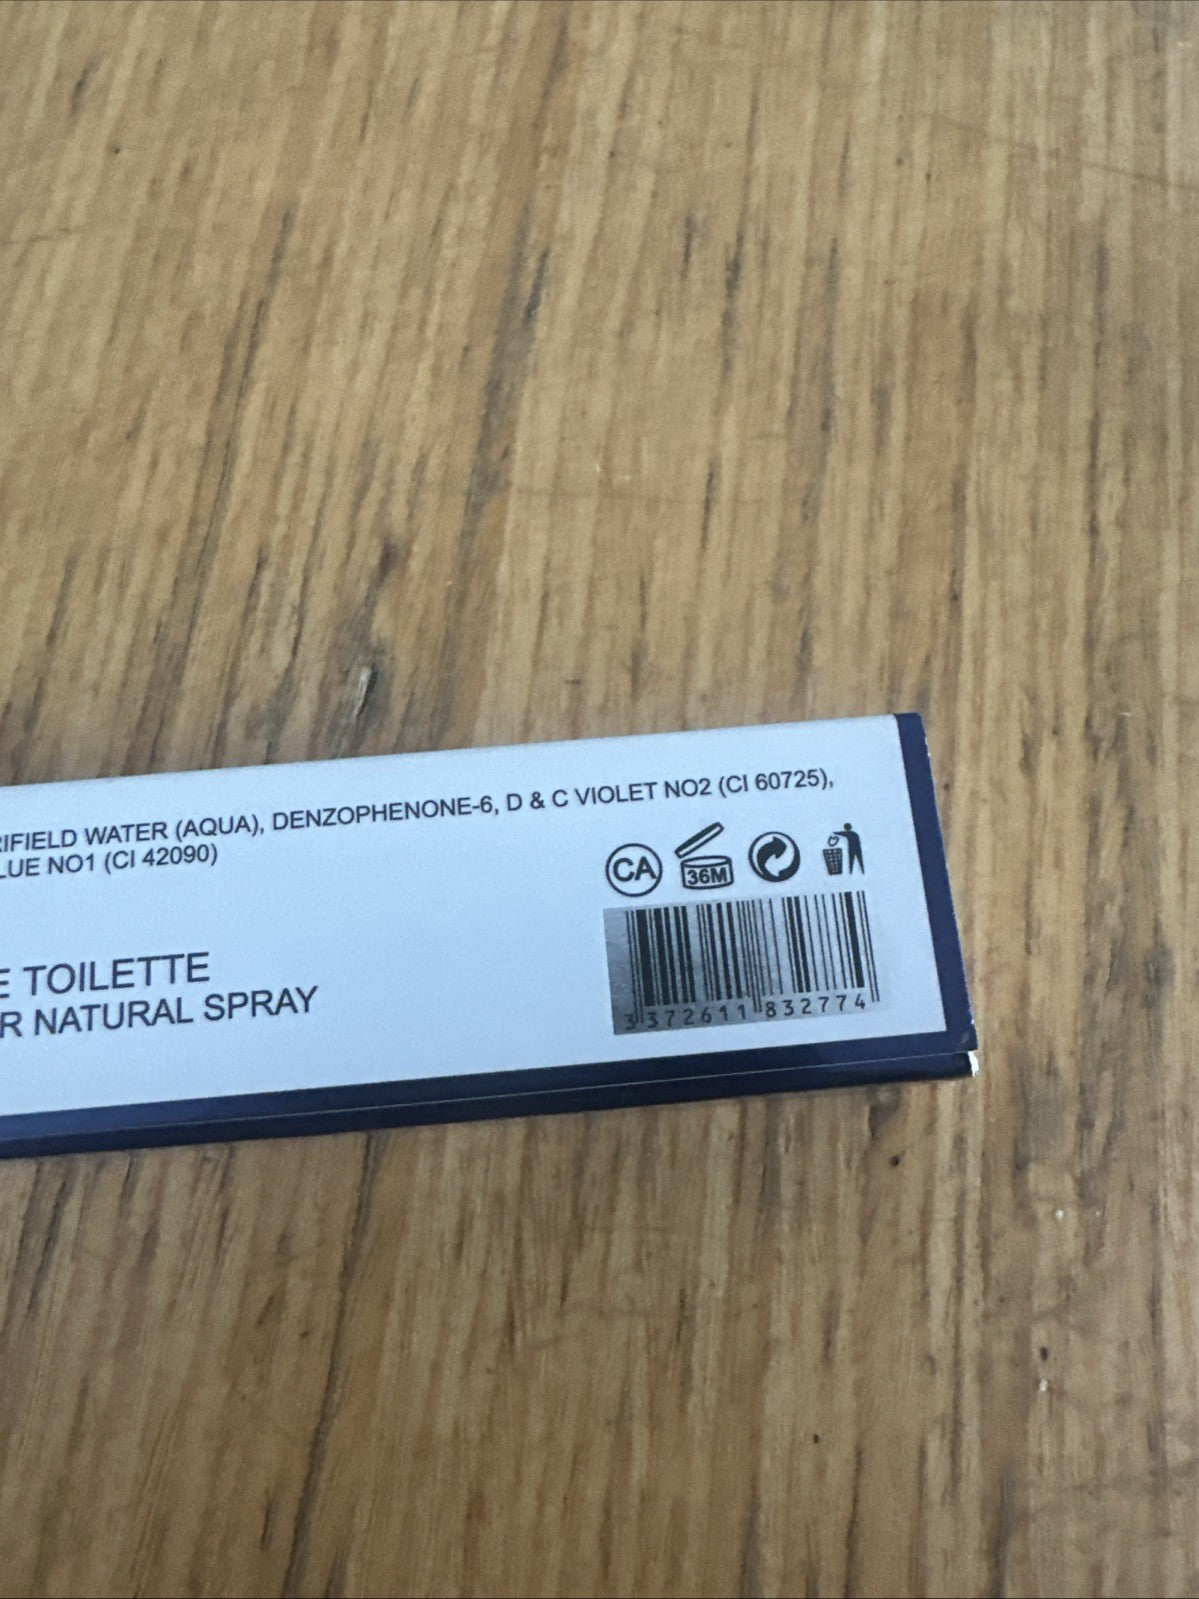 RIFIELD WATER (AQUA), DENZOPHENONE-6, D & C VIOLET NO2 (CI 60725),
LUE NO1 (CI 42090)
CA
36M
E TOILETTE
R NATURAL SPRAY
3 372611 832774